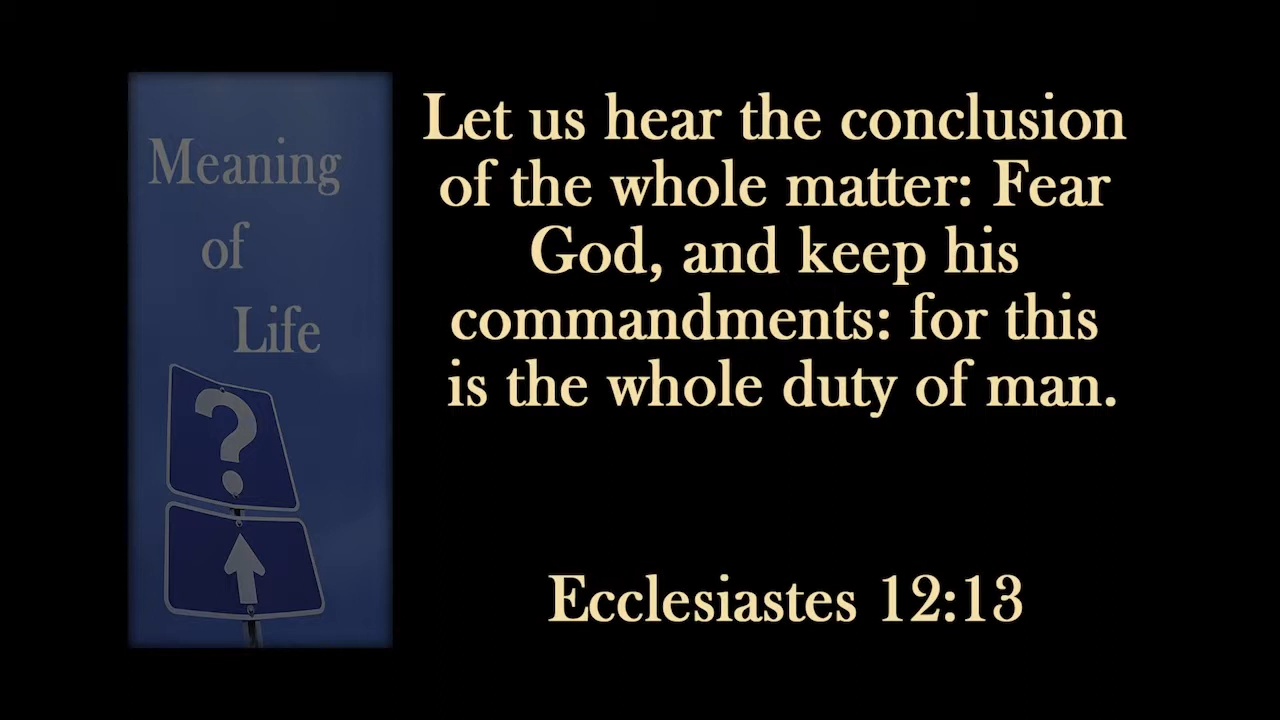 Meaning
of
Life
?
Let us hear the conclusion
of the whole matter: Fear
God, and keep his
commandments: for this
is the whole duty of man.
Ecclesiastes 12:13